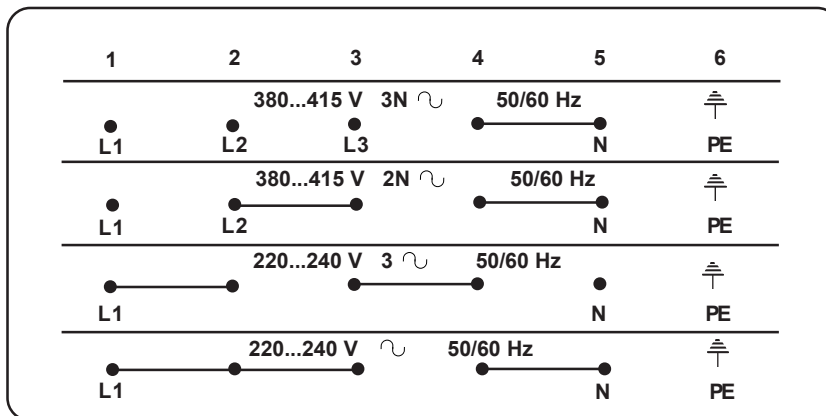 1 2 3 4 5 6
380...415 V 3N 50/60 Hz
L1 L2 L3 N PE
380...415 V 2N 50/60 Hz
L1 L2 N PE
220...240 V 3 50/60 Hz
L1 N PE
220...240 V 50/60 Hz
L1 N PE